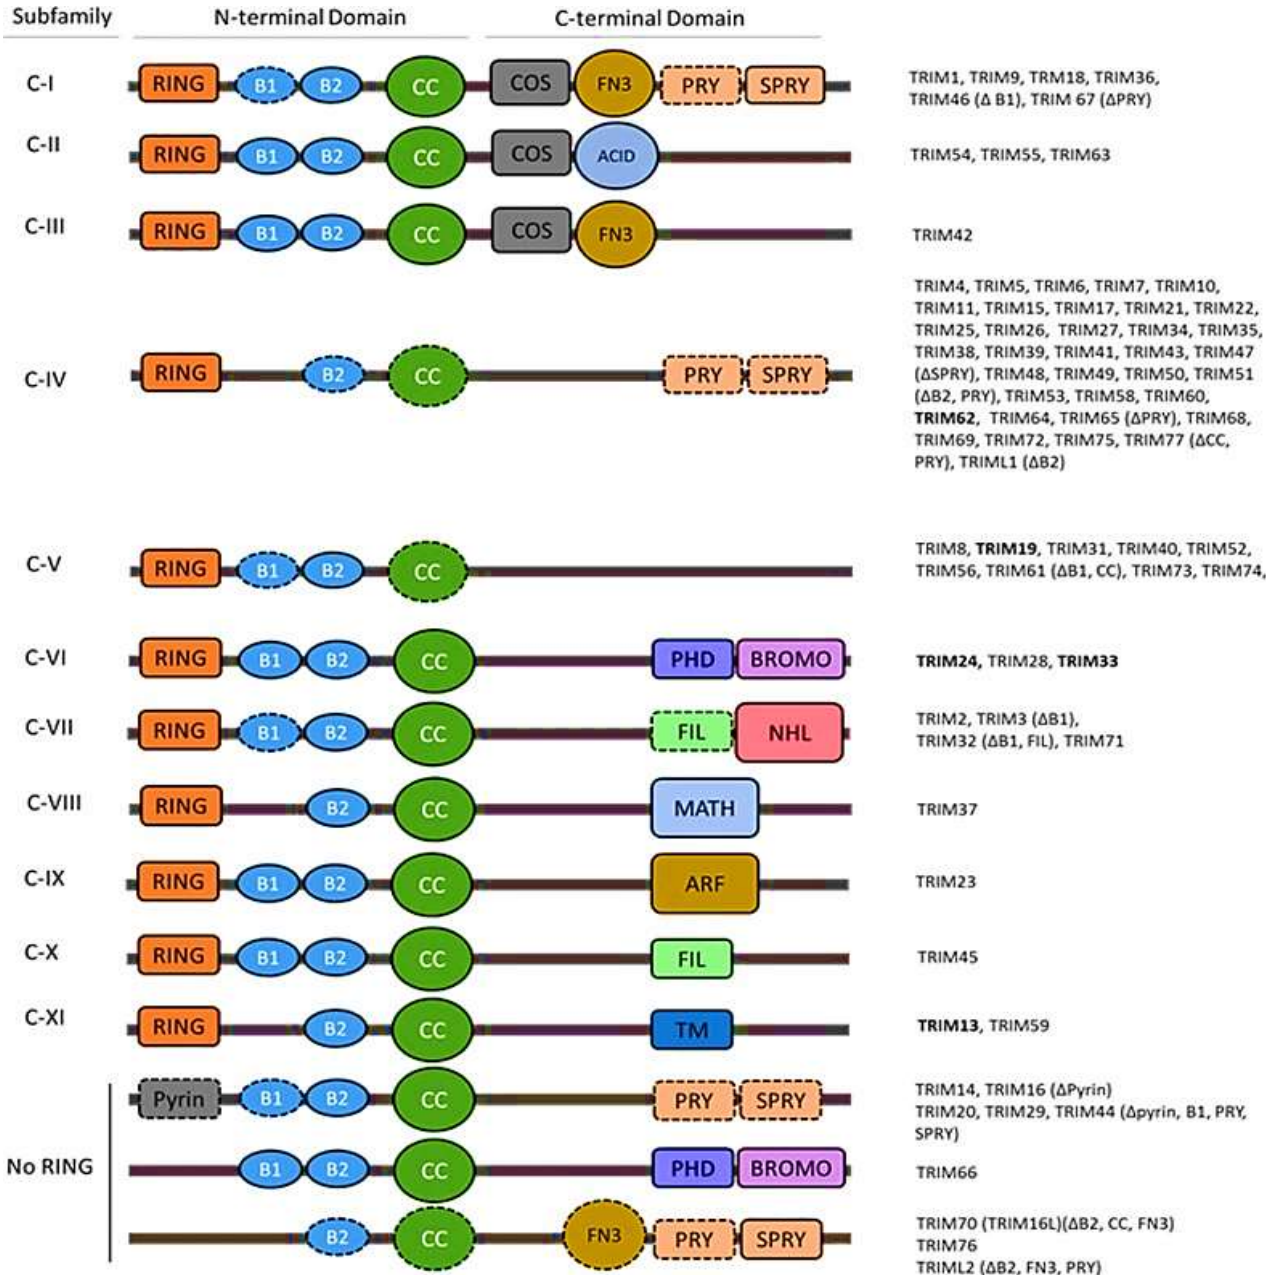 Subfamily N-terminal Domain C-terminal Domain
C-I RING B1 B2 CC COS FN3 PRY SPRY TRIM1, TRIM9, TRM18, TRIM36,
TRIM46 (Δ B1), TRIM 67 (ΔPRY)
C-II RING B1 B2 CC COS ACID TRIM54, TRIM55, TRIM63
C-III RING B1 B2 CC COS FN3 TRIM42
C-IV RING B2 CC PRY SPRY
TRIM4, TRIM5, TRIM6, TRIM7, TRIM10,
TRIM11, TRIM15, TRIM17, TRIM21, TRIM22,
TRIM25, TRIM26, TRIM27, TRIM34, TRIM35,
TRIM38, TRIM39, TRIM41, TRIM43, TRIM47
(ΔSPRY), TRIM48, TRIM49, TRIM50, TRIM51
(ΔB2, PRY), TRIM53, TRIM58, TRIM60,
TRIM62, TRIM64, TRIM65 (ΔPRY), TRIM68,
TRIM69, TRIM72, TRIM75, TRIM77 (ΔCC,
PRY), TRIML1 (ΔB2)
C-V RING B1 B2 CC TRIM8, TRIM19, TRIM31, TRIM40, TRIM52,
TRIM56, TRIM61 (ΔB1, CC), TRIM73, TRIM74,
C-VI RING B1 B2 CC PHD BROMO TRIM24, TRIM28, TRIM33
C-VII RING B1 B2 CC FIL NHL TRIM2, TRIM3 (ΔB1),
TRIM32 (ΔB1, FIL), TRIM71
C-VIII RING B2 CC MATH TRIM37
C-IX RING B1 B2 CC ARF TRIM23
C-X RING B1 B2 CC FIL TRIM45
C-XI RING B2 CC TM TRIM13, TRIM59
No RING
Pyrin B1 B2 CC PRY SPRY TRIM14, TRIM16 (ΔPyrin)
TRIM20, TRIM29, TRIM44 (Δpyrin, B1, PRY,
SPRY)
B1 B2 CC PHD BROMO TRIM66
B2 CC FN3 PRY SPRY TRIM70 (TRIM16L)(ΔB2, CC, FN3)
TRIM76
TRIML2 (ΔB2, FN3, PRY)